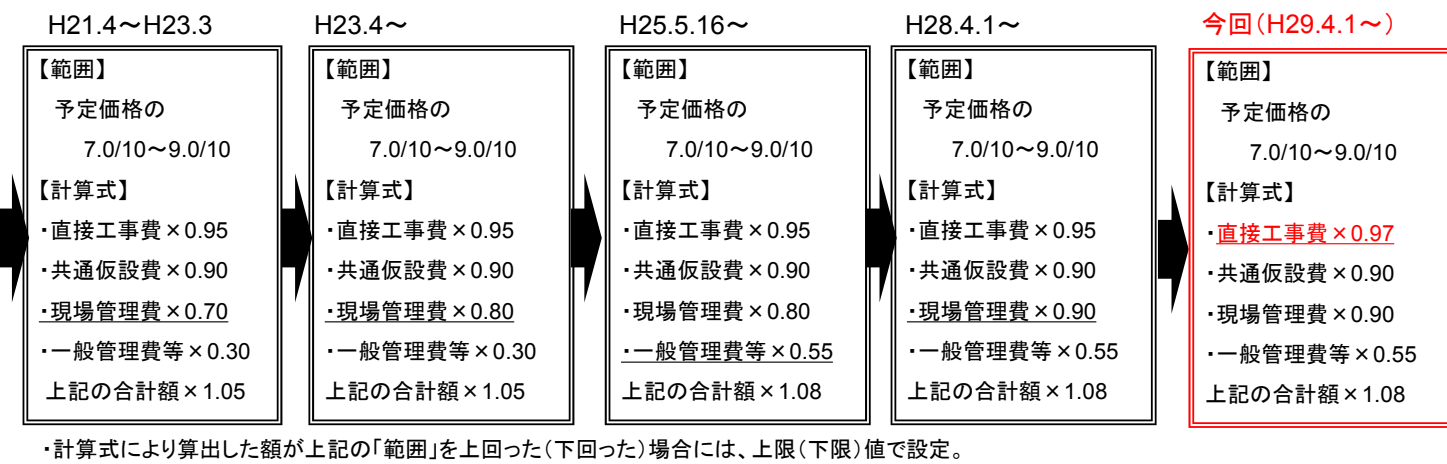 H21.4～H23.3
【範囲】
予定価格の
7.0/10～9.0/10
【計算式】
・直接工事費×0.95
・共通仮設費×0.90
・現場管理費×0.70
・一般管理費等×0.30
上記の合計額×1.05
H23.4～
【範囲】
予定価格の
7.0/10～9.0/10
【計算式】
・直接工事費×0.95
・共通仮設費×0.90
・現場管理費×0.80
・一般管理費等×0.30
上記の合計額×1.05
H25.5.16～
【範囲】
予定価格の
7.0/10～9.0/10
【計算式】
・直接工事費×0.95
・共通仮設費×0.90
・現場管理費×0.80
・一般管理費等×0.55
上記の合計額×1.08
H28.4.1～
【範囲】
予定価格の
7.0/10～9.0/10
【計算式】
・直接工事費×0.95
・共通仮設費×0.90
・現場管理費×0.90
・一般管理費等×0.55
上記の合計額×1.08
今回(H29.4.1～)
【範囲】
予定価格の
7.0/10～9.0/10
【計算式】
・直接工事費×0.97
・共通仮設費×0.90
・現場管理費×0.90
・一般管理費等×0.55
上記の合計額×1.08
・計算式により算出した額が上記の「範囲」を上回った(下回った)場合には、上限(下限)値で設定。